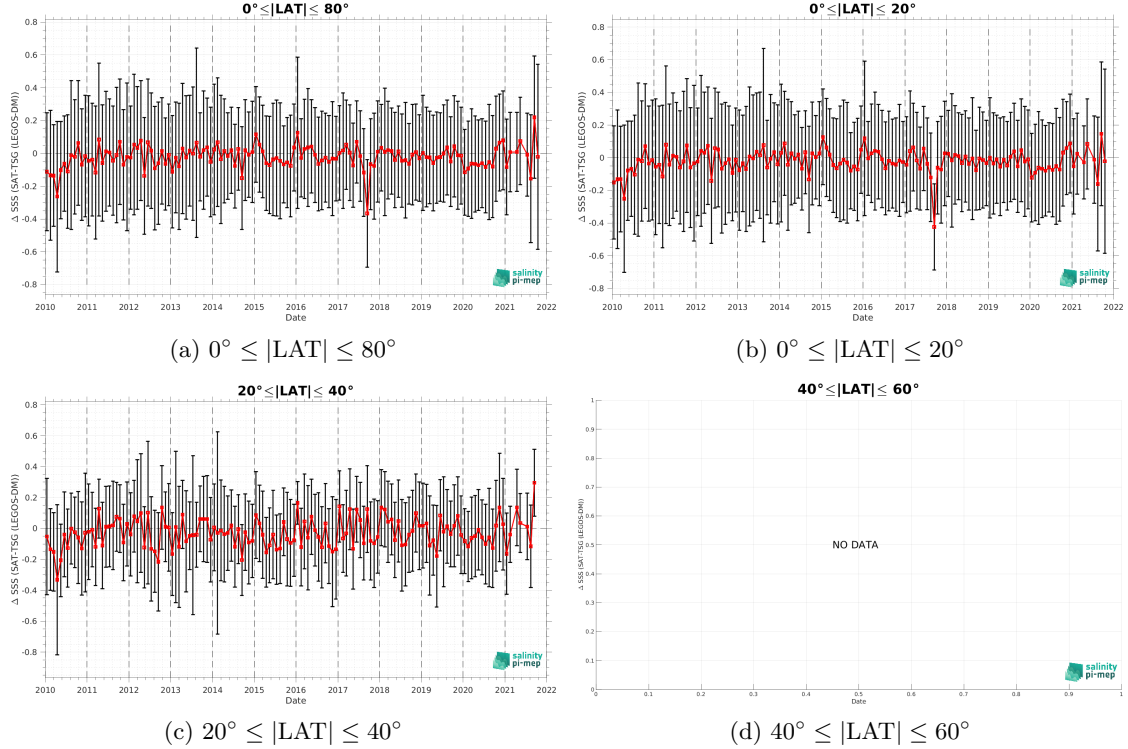 0°≤|LAT|≤ 80°
Δ SSS (SAT-TSG (LEGOS-DM))
0.8
0.6
0.4
0.2
0
-0.2
-0.4
-0.6
-0.8
2010 2011 2012 2013 2014 2015 2016 2017 2018 2019 2020 2021 2022
Date
salinity
pi-mep
(a) 0° ≤ |LAT| ≤ 80°
0°≤|LAT|≤ 20°
Δ SSS (SAT-TSG (LEGOS-DM))
0.8
0.6
0.4
0.2
0
-0.2
-0.4
-0.6
-0.8
2010 2011 2012 2013 2014 2015 2016 2017 2018 2019 2020 2021 2022
Date
salinity
pi-mep
(b) 0° ≤ |LAT| ≤ 20°
20°≤|LAT|≤ 40°
Δ SSS (SAT-TSG (LEGOS-DM))
0.8
0.6
0.4
0.2
0
-0.2
-0.4
-0.6
-0.8
2010 2011 2012 2013 2014 2015 2016 2017 2018 2019 2020 2021 2022
Date
salinity
pi-mep
(c) 20° ≤ |LAT| ≤ 40°
40°≤|LAT|≤ 60°
Δ SSS (SAT-TSG (LEGOS-DM))
1
0.9
0.8
0.7
0.6
0.5
0.4
0.3
0.2
0.1
0
NO DATA
0 0.1 0.2 0.3 0.4 0.5 0.6 0.7 0.8 0.9 1
Date
salinity
pi-mep
(d) 40° ≤ |LAT| ≤ 60°